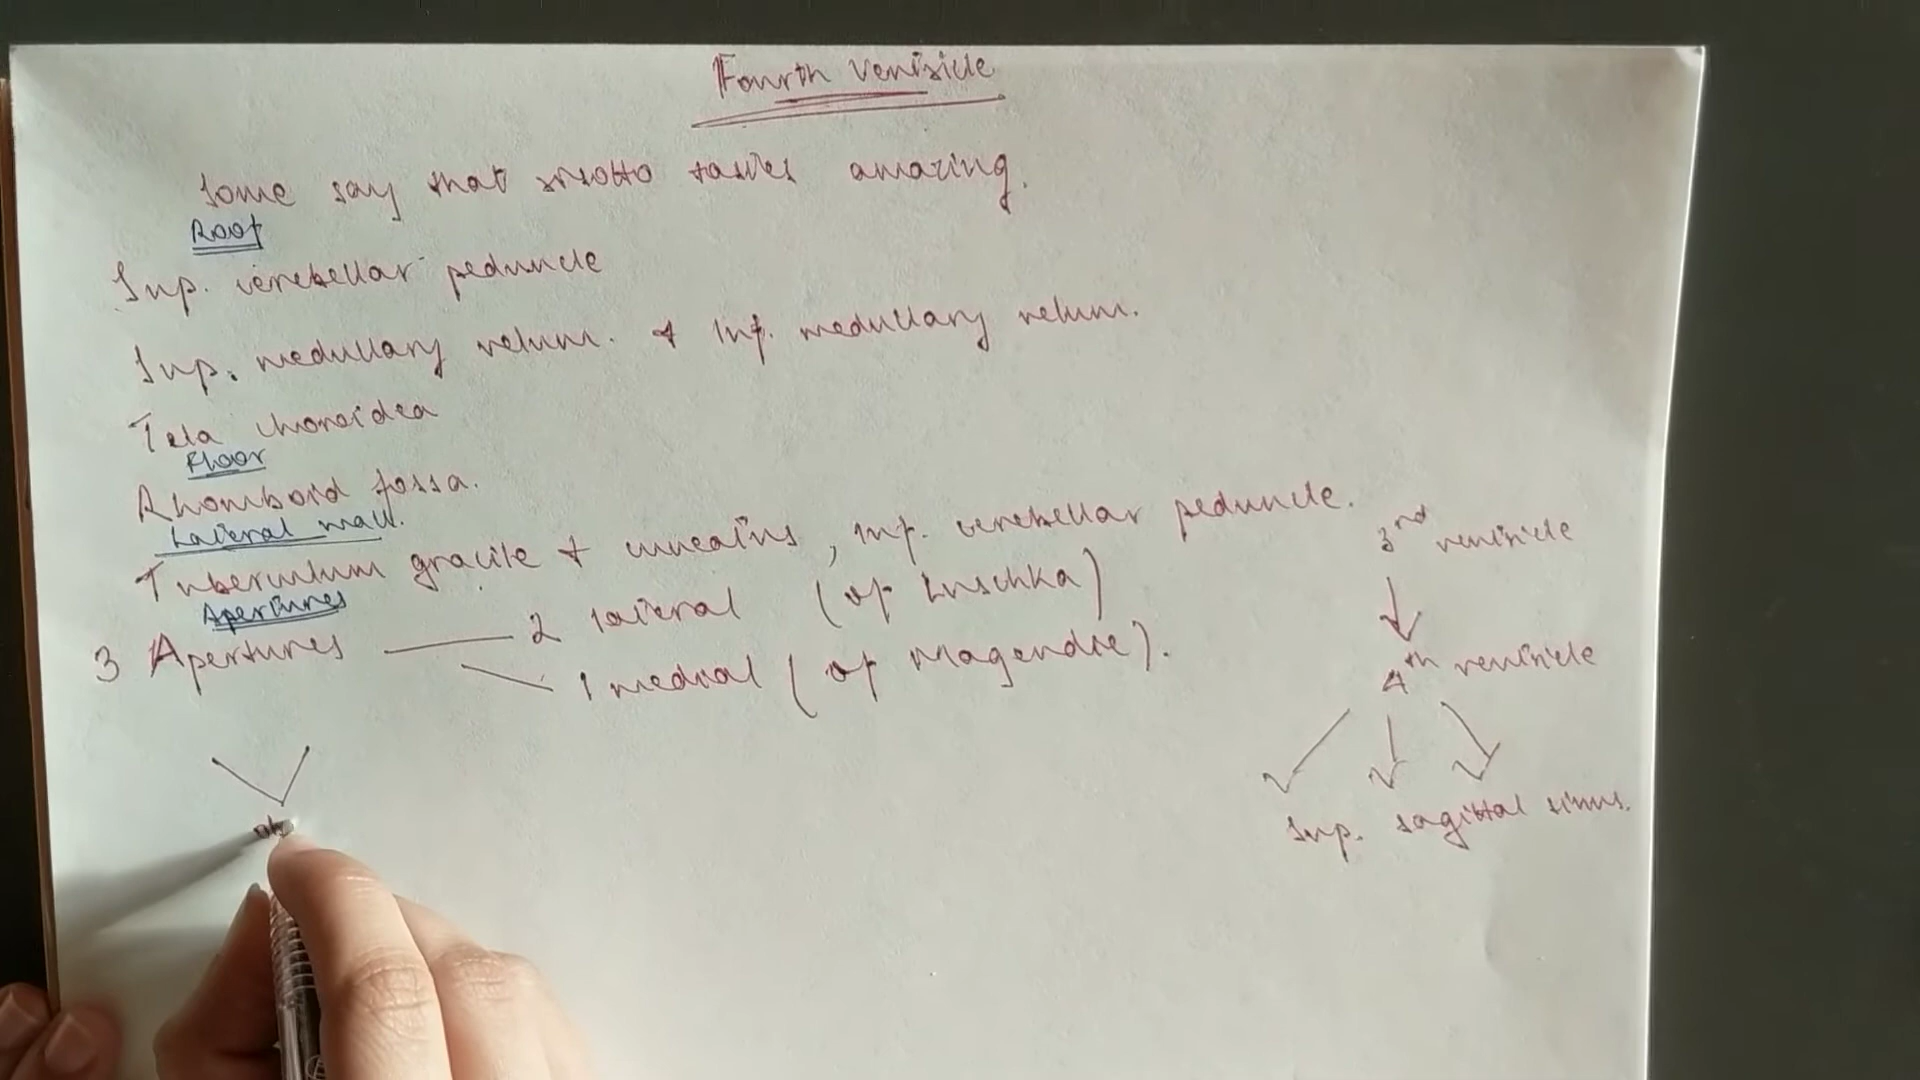 Fourth Ventricle
Some say that risotto tastes amazing.
Roof
Sup. cerebellar peduncle
Sup. medullary velum. & Inf. medullary velum.
Tela choroidea
Floor
Rhomboid fossa.
Lateral wall.
Tuberculum gracile & cuneatus, inf. cerebellar peduncle.
Apertures
3 Apertures 2 lateral (of Luschka)
1 medial (of Magendie).
3rd ventricle
4th ventricle
Sup. sagittal sinus.